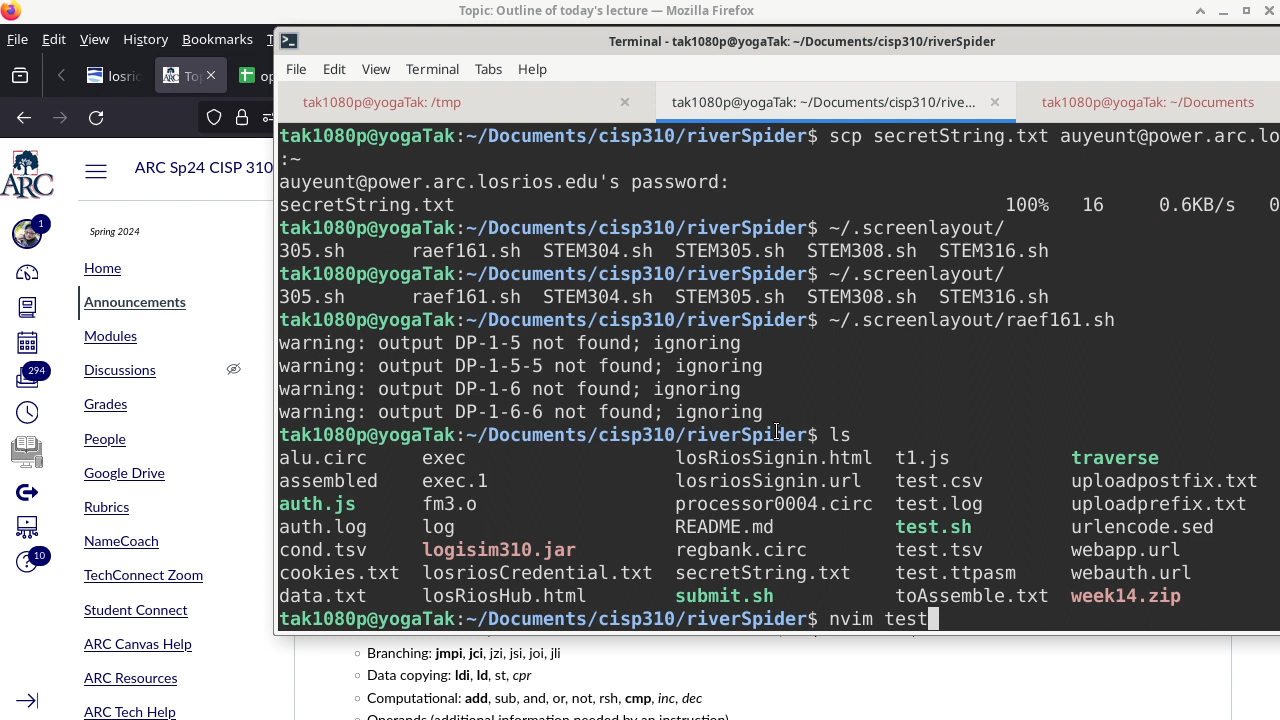 Topic: Outline of today's lecture — Mozilla Firefox
File Edit View History Bookmarks
Terminal - tak1080p@yogaTak: ~/Documents/cisp310/riverSpider
File Edit View Terminal Tabs Help
losric
To
op
tak1080p@yogaTak: /tmp
tak1080p@yogaTak: ~/Documents/cisp310/rive...
tak1080p@yogaTak: ~/Documents
tak1080p@yogaTak:~/Documents/cisp310/riverSpider$ scp secretString.txt auyeunt@power.arc.lo
:~
auyeunt@power.arc.losrios.edu's password:
secretString.txt 100% 16 0.6KB/s 0
tak1080p@yogaTak:~/Documents/cisp310/riverSpider$ ~/.screenlayout/
305.sh raef161.sh STEM304.sh STEM305.sh STEM308.sh STEM316.sh
tak1080p@yogaTak:~/Documents/cisp310/riverSpider$ ~/.screenlayout/
305.sh raef161.sh STEM304.sh STEM305.sh STEM308.sh STEM316.sh
tak1080p@yogaTak:~/Documents/cisp310/riverSpider$ ~/.screenlayout/raef161.sh
warning: output DP-1-5 not found; ignoring
warning: output DP-1-5-5 not found; ignoring
warning: output DP-1-6 not found; ignoring
warning: output DP-1-6-6 not found; ignoring
tak1080p@yogaTak:~/Documents/cisp310/riverSpider$ ls
alu.circ exec losRiosSignin.html t1.js traverse
assembled exec.1 losriosSignin.url test.csv uploadpostfix.txt
auth.js fm3.o processor0004.circ test.log uploadprefix.txt
auth.log log README.md test.sh urlencode.sed
cond.tsv logisim310.jar regbank.circ test.tsv webapp.url
cookies.txt losriosCredential.txt secretString.txt test.ttpasm webauth.url
data.txt losRiosHub.html submit.sh toAssemble.txt week14.zip
tak1080p@yogaTak:~/Documents/cisp310/riverSpider$ nvim test
ARC
ARC Sp24 CISP 310
1
294
10
Spring 2024
Home
Announcements
Modules
Discussions
Grades
People
Google Drive
Rubrics
NameCoach
TechConnect Zoom
Student Connect
ARC Canvas Help
ARC Resources
ARC Tech Help
Branching: jmpi, jci, jzi, jsi, joi, jli
Data copying: ldi, ld, st, cpr
Computational: add, sub, and, or, not, rsh, cmp, inc, dec
Operands (additional information needed by an instruction)